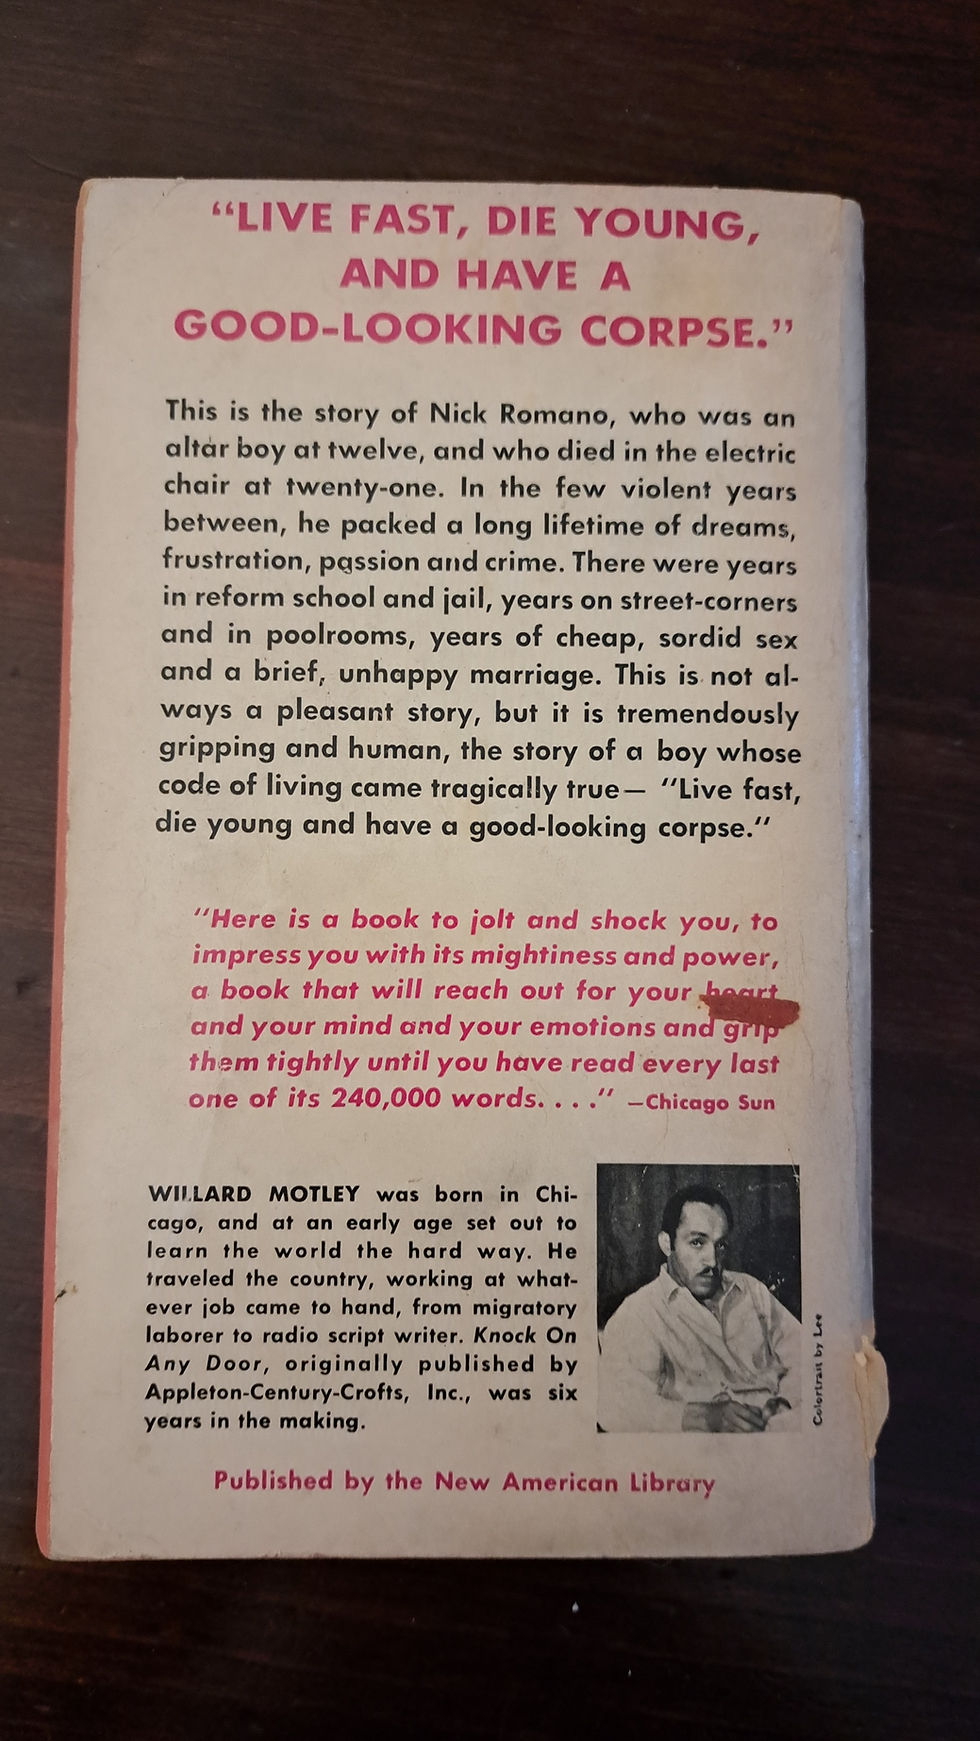 “LIVE FAST, DIE YOUNG,
AND HAVE A
GOOD-LOOKING CORPSE.”
This is the story of Nick Romano, who was an
altar boy at twelve, and who died in the electric
chair at twenty-one. In the few violent years
between, he packed a long lifetime of dreams,
frustration, passion and crime. There were years
in reform school and jail, years on street-corners
and in poolrooms, years of cheap, sordid sex
and a brief, unhappy marriage. This is not al-
ways a pleasant story, but it is tremendously
gripping and human, the story of a boy whose
code of living came tragically true— “Live fast,
die young and have a good-looking corpse.”
“Here is a book to jolt and shock you, to
impress you with its mightiness and power,
a book that will reach out for your heart
and your mind and your emotions and grip
them tightly until you have read every last
one of its 240,000 words. . . .” —Chicago Sun
WILLARD MOTLEY was born in Chi-
cago, and at an early age set out to
learn the world the hard way. He
traveled the country, working at what-
ever job came to hand, from migratory
laborer to radio script writer. Knock On
Any Door, originally published by
Appleton-Century-Crofts, Inc., was six
years in the making.
Colortrait by Lee
Published by the New American Library